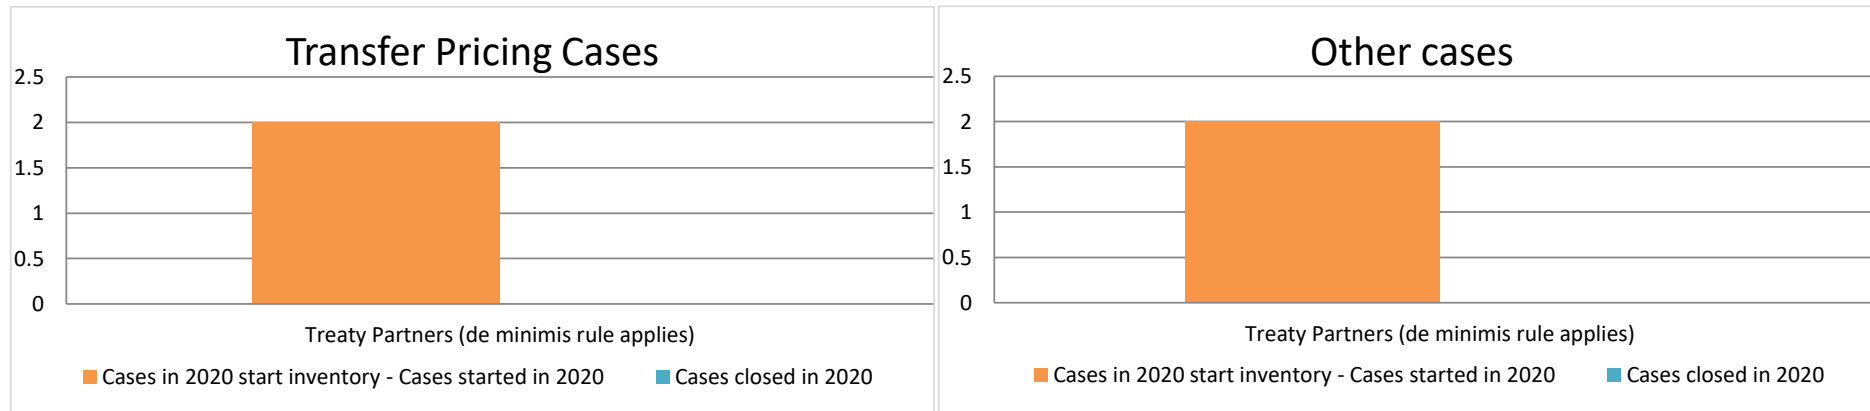 Transfer Pricing Cases
2.5
2
1.5
1
0.5
0
Treaty Partners (de minimis rule applies)
Cases in 2020 start inventory - Cases started in 2020
Cases closed in 2020
Other cases
2.5
2
1.5
1
0.5
0
Treaty Partners (de minimis rule applies)
Cases in 2020 start inventory - Cases started in 2020
Cases closed in 2020